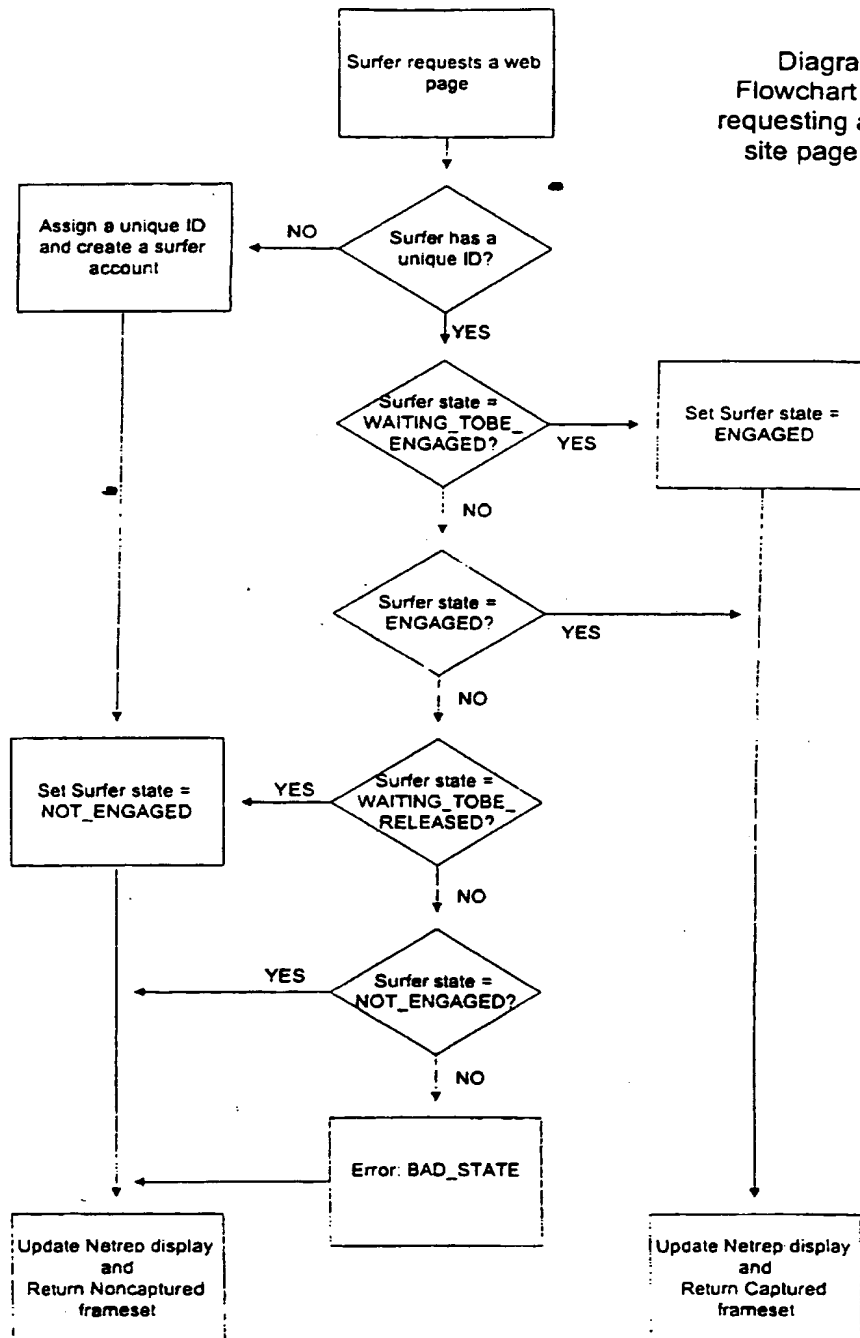 Surfer requests a web
page
Diagra
Flowchart
requesting a
site page
Assign a unique ID
and create a surfer
account
NO
Surfer has a
unique ID?
YES
Surfer state =
WAITING_TOBE_
ENGAGED?
YES
Set Surfer state =
ENGAGED
NO
Surfer state =
ENGAGED?
YES
NO
Set Surfer state =
NOT_ENGAGED
YES
Surfer state =
WAITING_TOBE_
RELEASED?
NO
YES
Surfer state =
NOT_ENGAGED?
NO
Error: BAD_STATE
Update Netrep display
and
Return Noncaptured
frameset
Update Netrep display
and
Return Captured
frameset